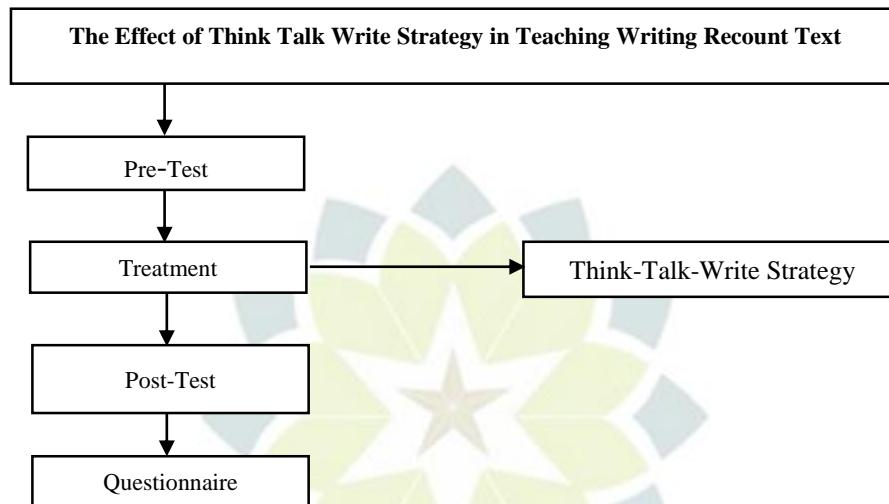 The Effect of Think Talk Write Strategy in Teaching Writing Recount Text
Pre-Test
Treatment
Think-Talk-Write Strategy
Post-Test
Questionnaire